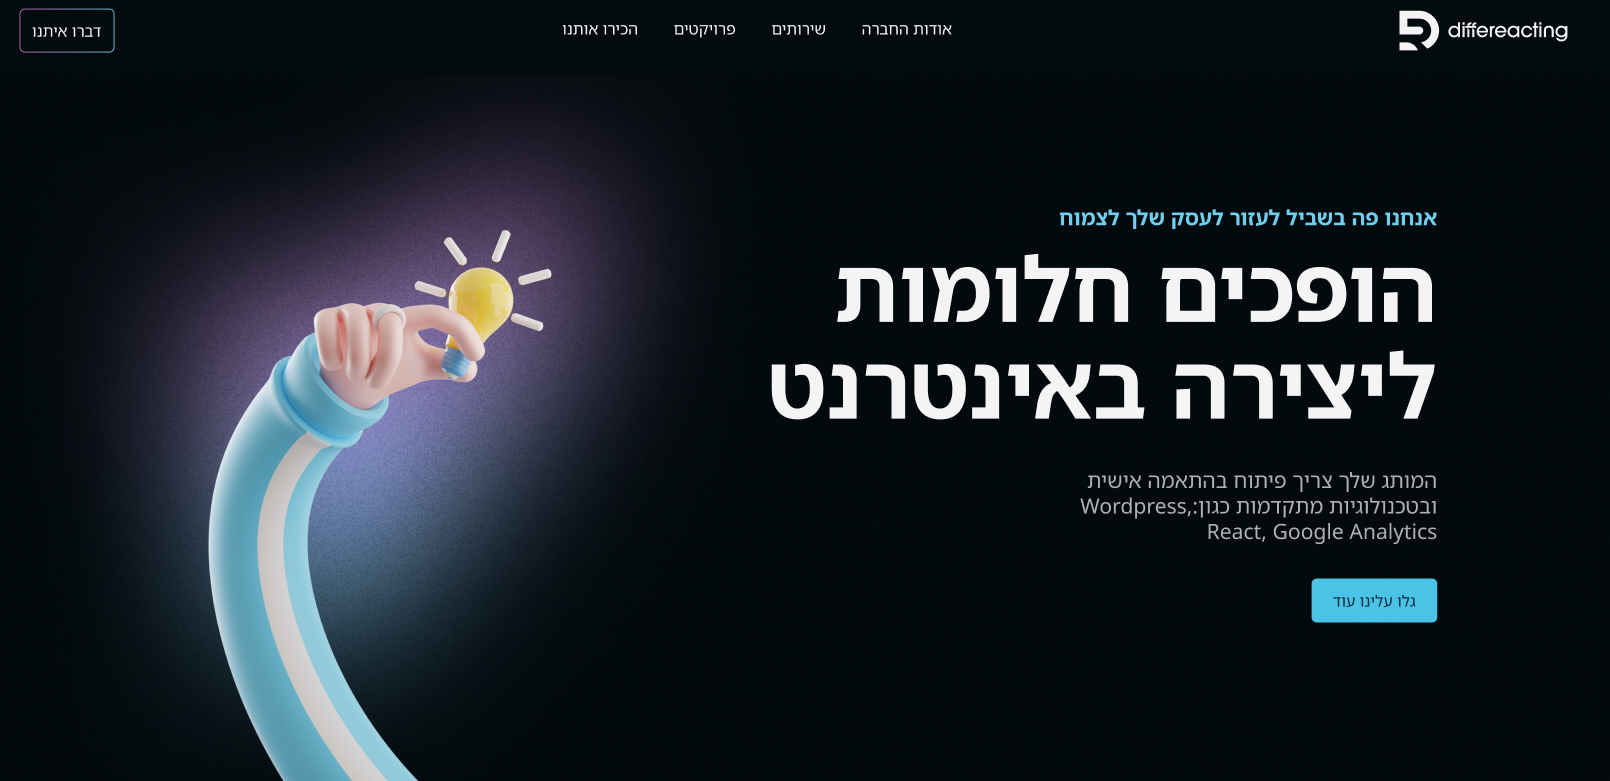 differeacting
אודות החברה
שירותים
פרויקטים
הכירו אותנו
דברו איתנו
אנחנו פה בשביל לעזור לעסק שלך לצמוח
הופכים חלומות
ליצירה באינטרנט
המותג שלך צריך פיתוח בהתאמה אישית
ובטכנולוגיות מתקדמות כגון:,Wordpress
React, Google Analytics
גלו עלינו עוד